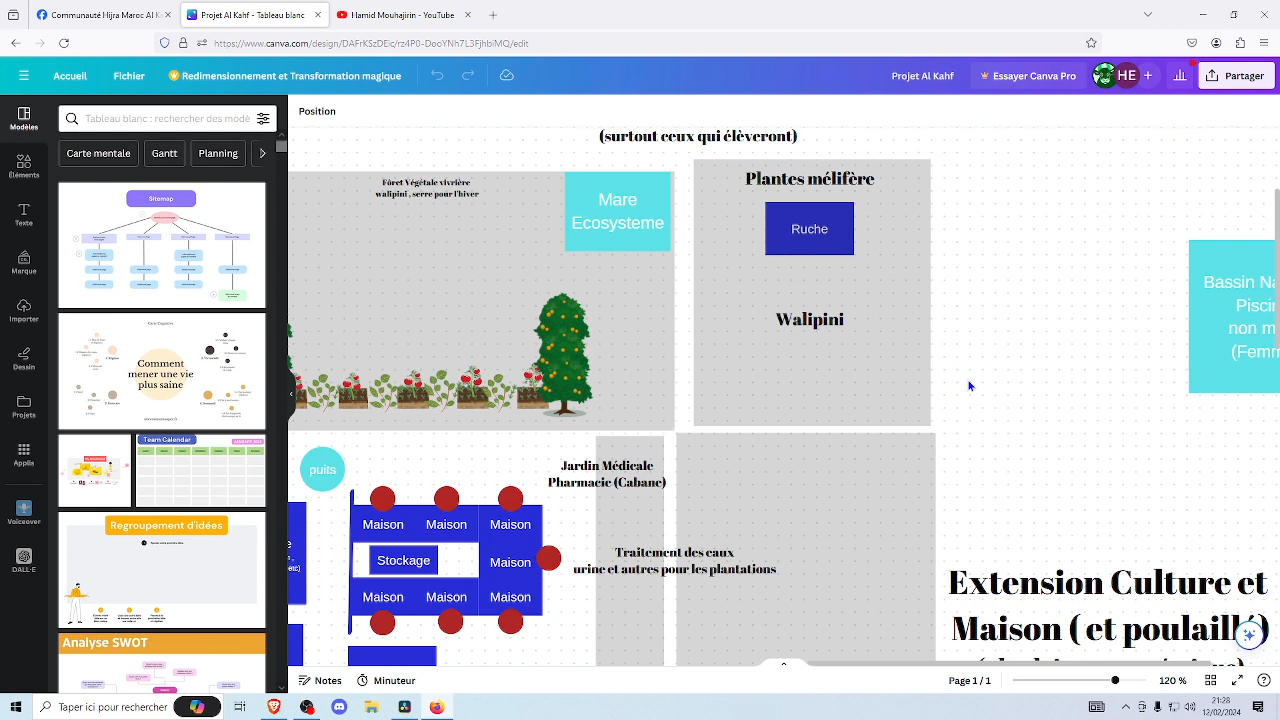 Connect Mouhajirin | Al Kahf
Projet Al Kahf - Tableau blanc
Hamid Mouhajir - YouTube
https://www.canva.com/design/DAFrKSzDEIc/rz4P0-DooYNh7L3FjhbiMQ/edit
Accueil
Fichier
Redimensionnement et Transformation magique
Projet Al Kahf
Essayer Canva Pro
HE
Partager
Modèles
Éléments
Texte
Marque
Importer
Dessin
Projets
Applis
Voiceover
DALL·E
Tableau blanc : rechercher des modè
Carte mentale
Gantt
Planning
Sitemap
Carte Cognitive
Comment
mener une vie
plus saine
Team Calendar
Regroupement d'idées
Analyse SWOT
Position
(surtout ceux qui élèveront)
Fôret Végétale vivrière
walipini , serre pour l'hiver
Mare
Ecosysteme
Plantes mélifère
Ruche
Walipini
Bassin Na
Piscin
non m
(Femm
puits
Jardin Médicale
Pharmacie (Cabane)
Maison
Maison
Maison
Stockage
Maison
Maison
Maison
Maison
Traitement des eaux
urine et autres pour les plantations
Extension Culture et
Maison ( et poulailler)
Notes
Minuteur
Page 1 / 1
120 %
Taper ici pour rechercher
21:28
12/02/2024